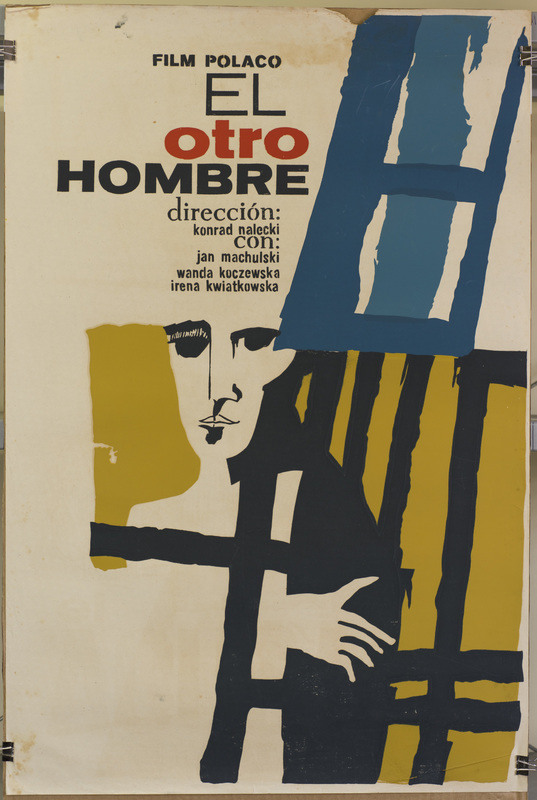 FILM POLACO
EL
otro
HOMBRE
dirección:
konrad nalecki
con:
jan machulski
wanda koczewska
irena kwiatkowska